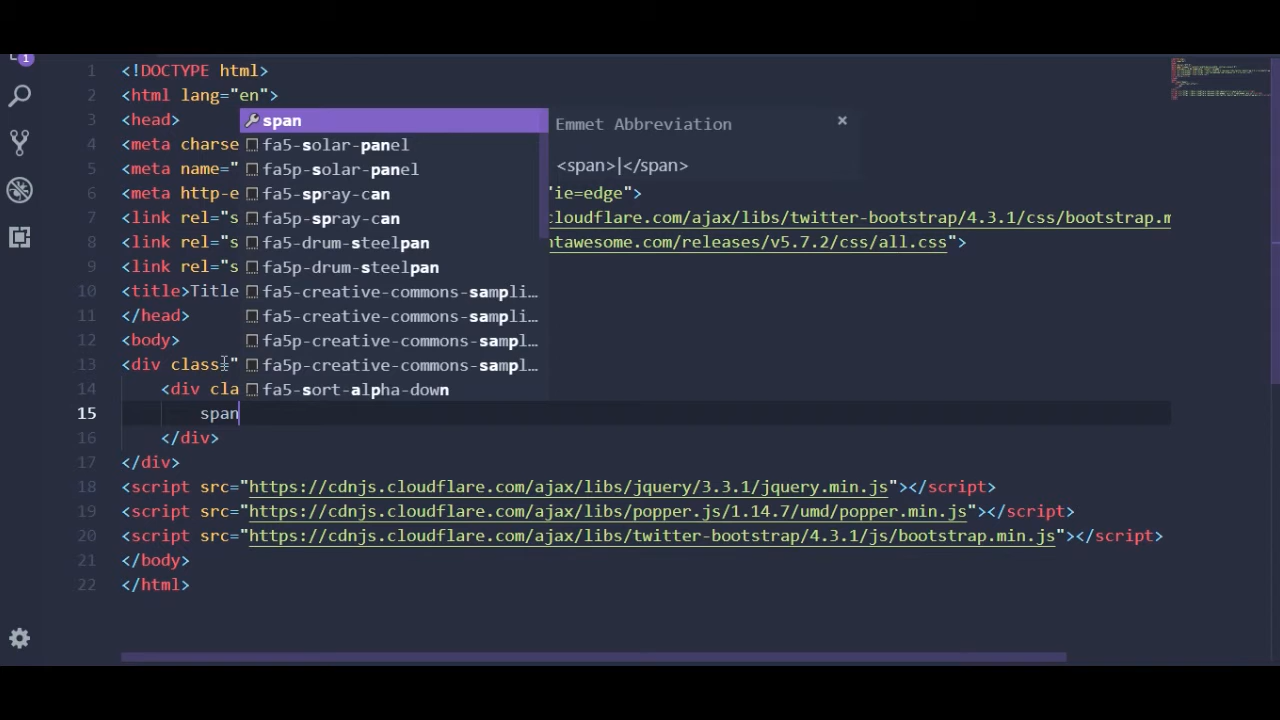 1
1 <!DOCTYPE html>
2 <html lang="en">
3 <head>
4 <meta charse
5 <meta name="
6 <meta http-e "ie=edge">
7 <link rel="s cloudflare.com/ajax/libs/twitter-bootstrap/4.3.1/css/bootstrap.m
8 <link rel="s ntawesome.com/releases/v5.7.2/css/all.css">
9 <link rel="s
10 <title>Title
11 </head>
12 <body>
13 <div class="
14 <div cla
15 span
16 </div>
17 </div>
18 <script src="https://cdnjs.cloudflare.com/ajax/libs/jquery/3.3.1/jquery.min.js"></script>
19 <script src="https://cdnjs.cloudflare.com/ajax/libs/popper.js/1.14.7/umd/popper.min.js"></script>
20 <script src="https://cdnjs.cloudflare.com/ajax/libs/twitter-bootstrap/4.3.1/js/bootstrap.min.js"></script>
21 </body>
22 </html>
span
fa5-solar-panel
fa5p-solar-panel
fa5-spray-can
fa5p-spray-can
fa5-drum-steelpan
fa5p-drum-steelpan
fa5-creative-commons-sampli…
fa5-creative-commons-sampli…
fa5p-creative-commons-sampl…
fa5p-creative-commons-sampl…
fa5-sort-alpha-down
Emmet Abbreviation ×
<span>|</span>